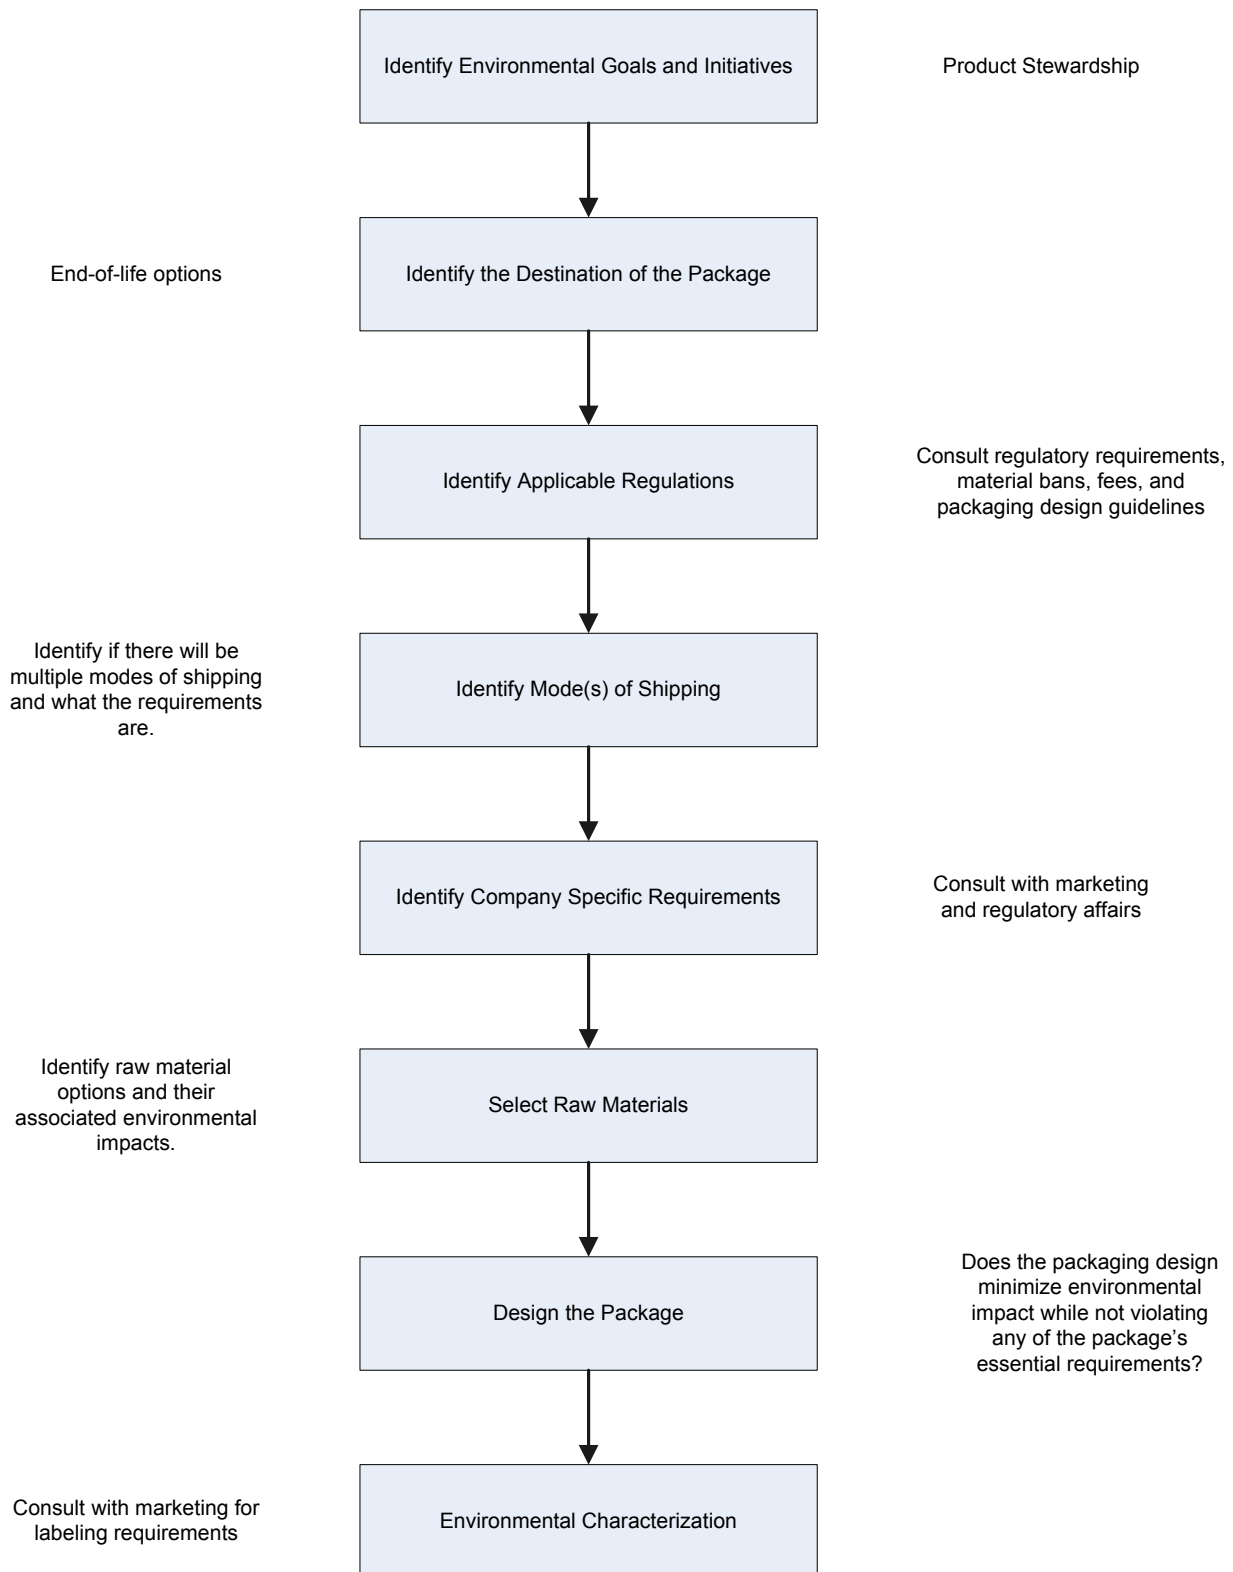 Identify Environmental Goals and Initiatives
Product Stewardship
End-of-life options
Identify the Destination of the Package
Identify Applicable Regulations
Consult regulatory requirements,
material bans, fees, and
packaging design guidelines
Identify if there will be
multiple modes of shipping
and what the requirements
are.
Identify Mode(s) of Shipping
Identify Company Specific Requirements
Consult with marketing
and regulatory affairs
Identify raw material
options and their
associated environmental
impacts.
Select Raw Materials
Design the Package
Does the packaging design
minimize environmental
impact while not violating
any of the package’s
essential requirements?
Consult with marketing for
labeling requirements
Environmental Characterization